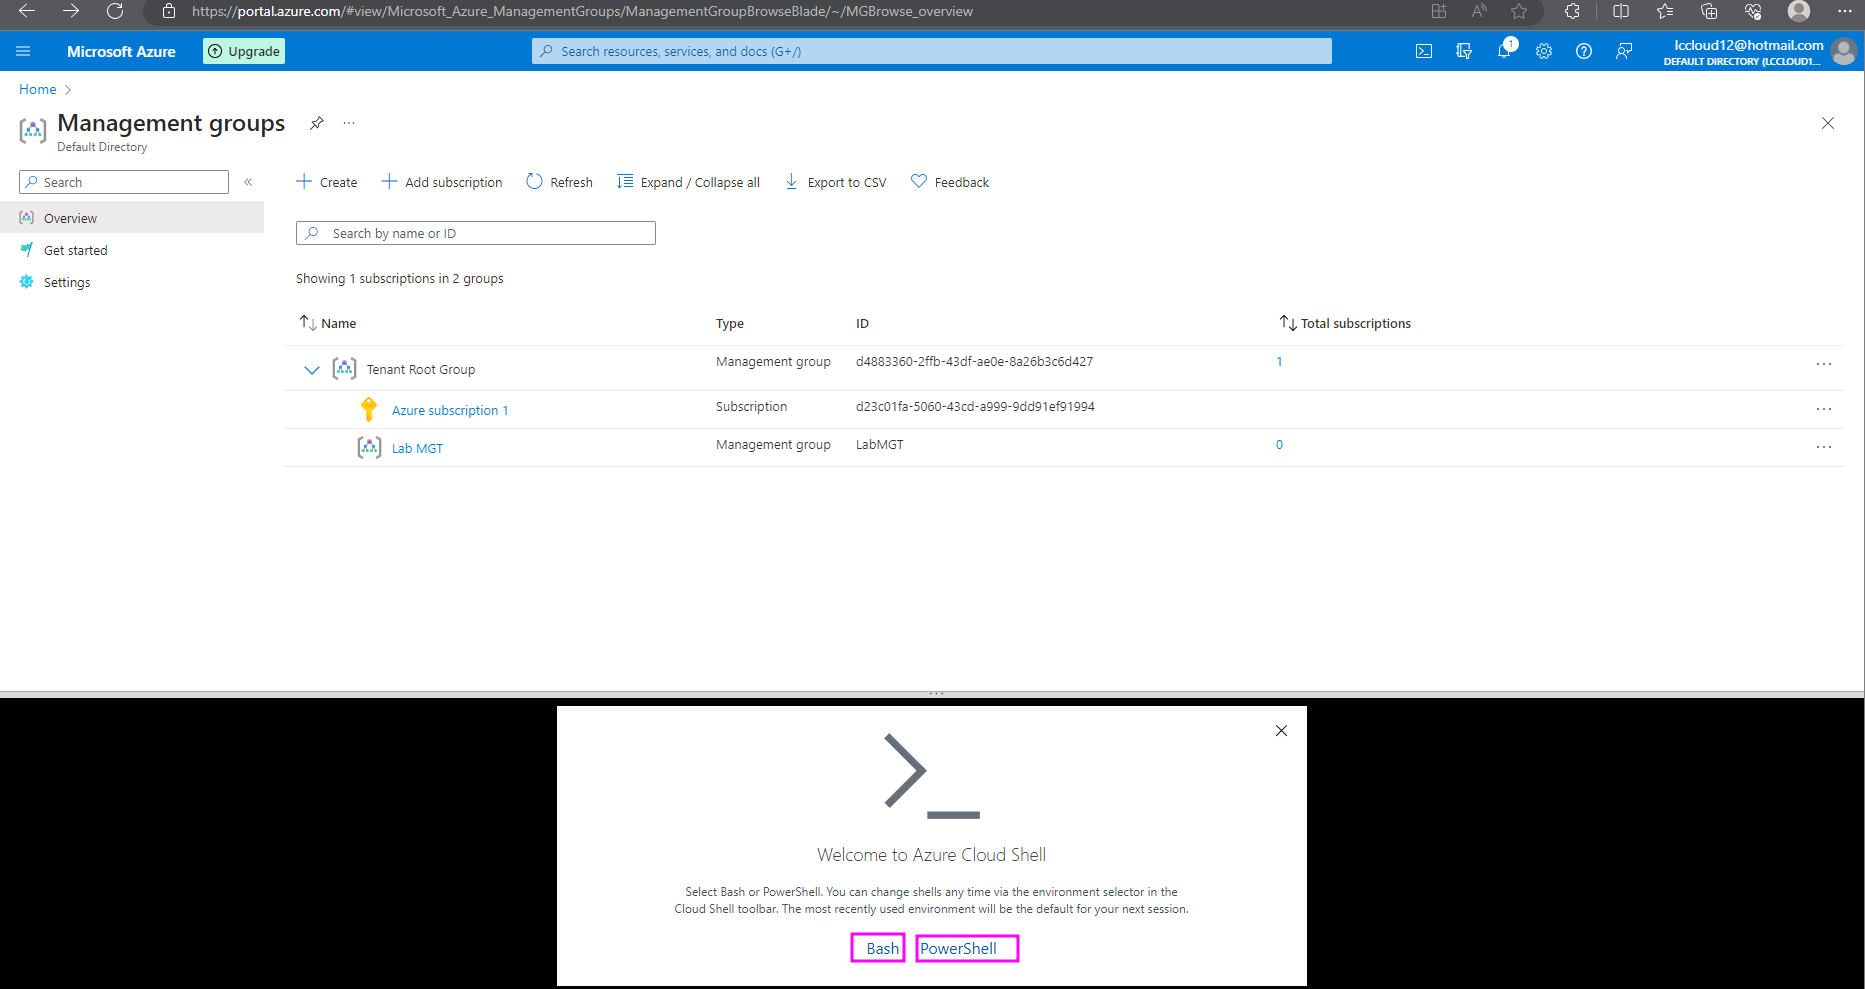 https://portal.azure.com/#view/Microsoft_Azure_ManagementGroups/ManagementGroupBrowseBlade/~/MGBrowse_overview
Microsoft Azure
Upgrade
Search resources, services, and docs (G+/)
1
lccloud12@hotmail.com
DEFAULT DIRECTORY (LCCLOUD1...
Home
Management groups
Default Directory
Search
Create
Add subscription
Refresh
Expand / Collapse all
Export to CSV
Feedback
Overview
Get started
Settings
Search by name or ID
Showing 1 subscriptions in 2 groups
Name Type ID Total subscriptions
Tenant Root Group Management group d4883360-2ffb-43df-ae0e-8a26b3c6d427 1
Azure subscription 1 Subscription d23c01fa-5060-43cd-a999-9dd91ef91994
Lab MGT Management group LabMGT 0
Welcome to Azure Cloud Shell
Select Bash or PowerShell. You can change shells any time via the environment selector in the
Cloud Shell toolbar. The most recently used environment will be the default for your next session.
Bash PowerShell